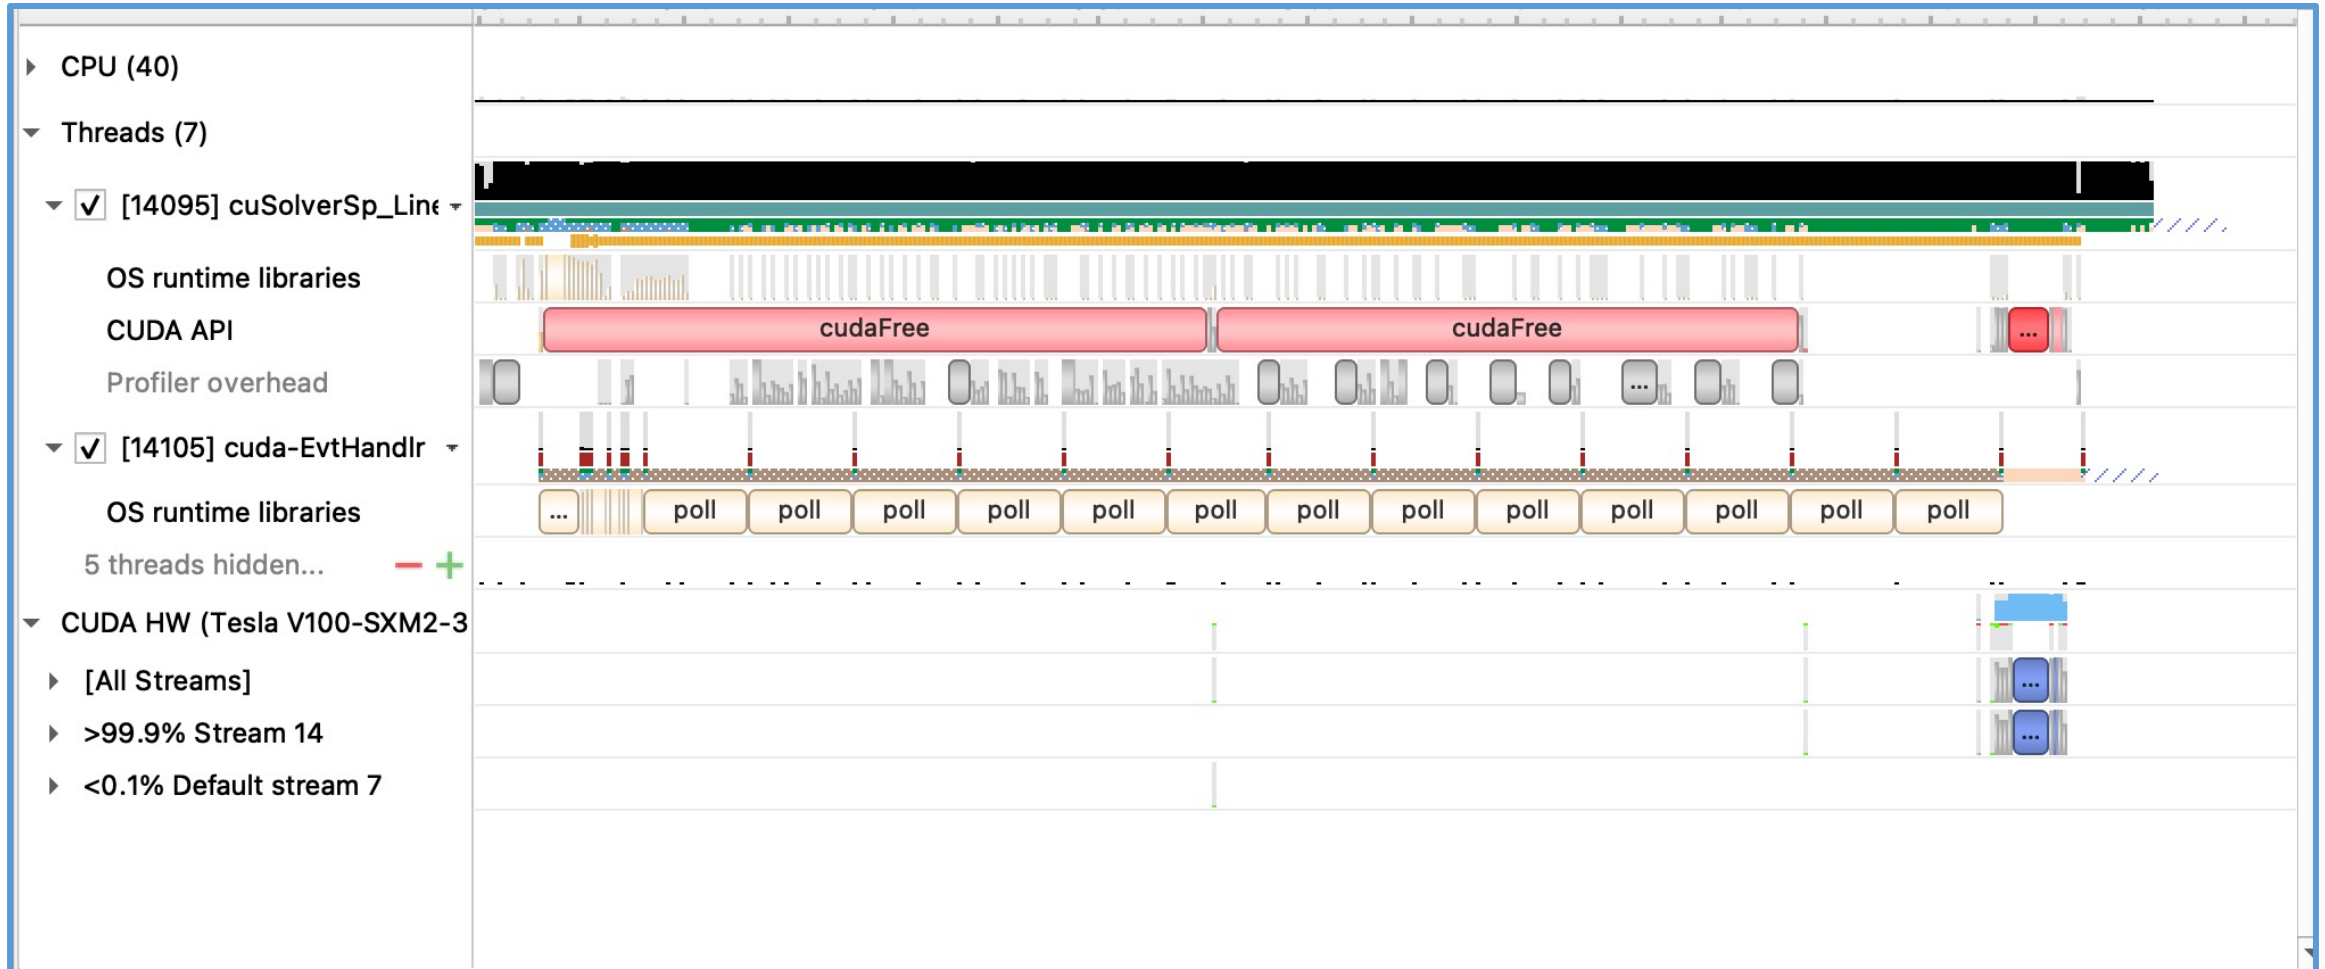 CPU (40)
Threads (7)
[14095] cuSolverSp_Line
OS runtime libraries
CUDA API
cudaFree cudaFree ...
Profiler overhead
...
[14105] cuda-EvtHandlr
OS runtime libraries
... poll poll poll poll poll poll poll poll poll poll poll poll poll
5 threads hidden...
CUDA HW (Tesla V100-SXM2-3
[All Streams]
...
>99.9% Stream 14
...
<0.1% Default stream 7